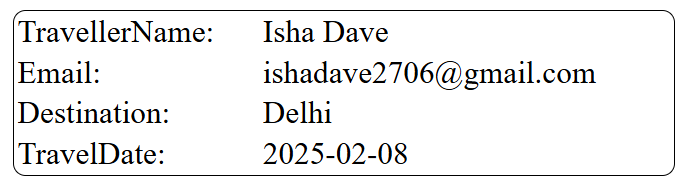 TravellerName: Isha Dave
Email: ishadave2706@gmail.com
Destination: Delhi
TravelDate: 2025-02-08